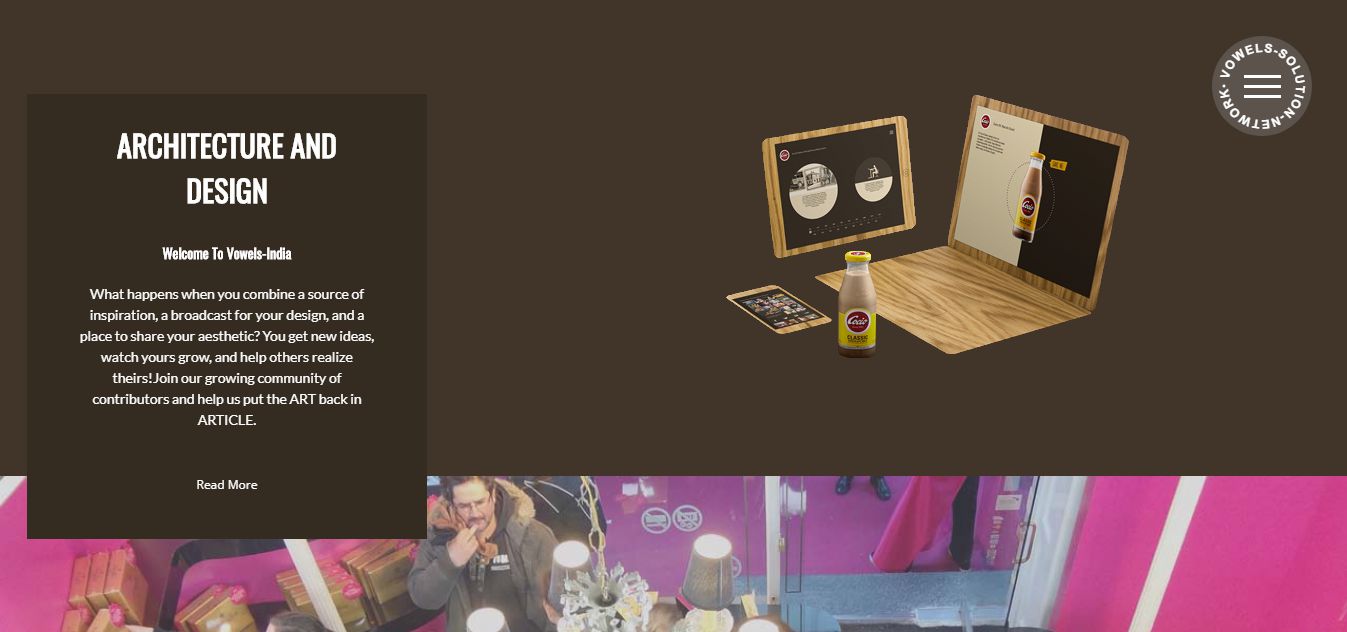 VOWELS-SOLUTION-NETWORK·
ARCHITECTURE AND
DESIGN
Welcome To Vowels-India
What happens when you combine a source of
inspiration, a broadcast for your design, and a
place to share your aesthetic? You get new ideas,
watch yours grow, and help others realize
theirs!Join our growing community of
contributors and help us put the ART back in
ARTICLE.
Read More
Cocio
CLASSIC